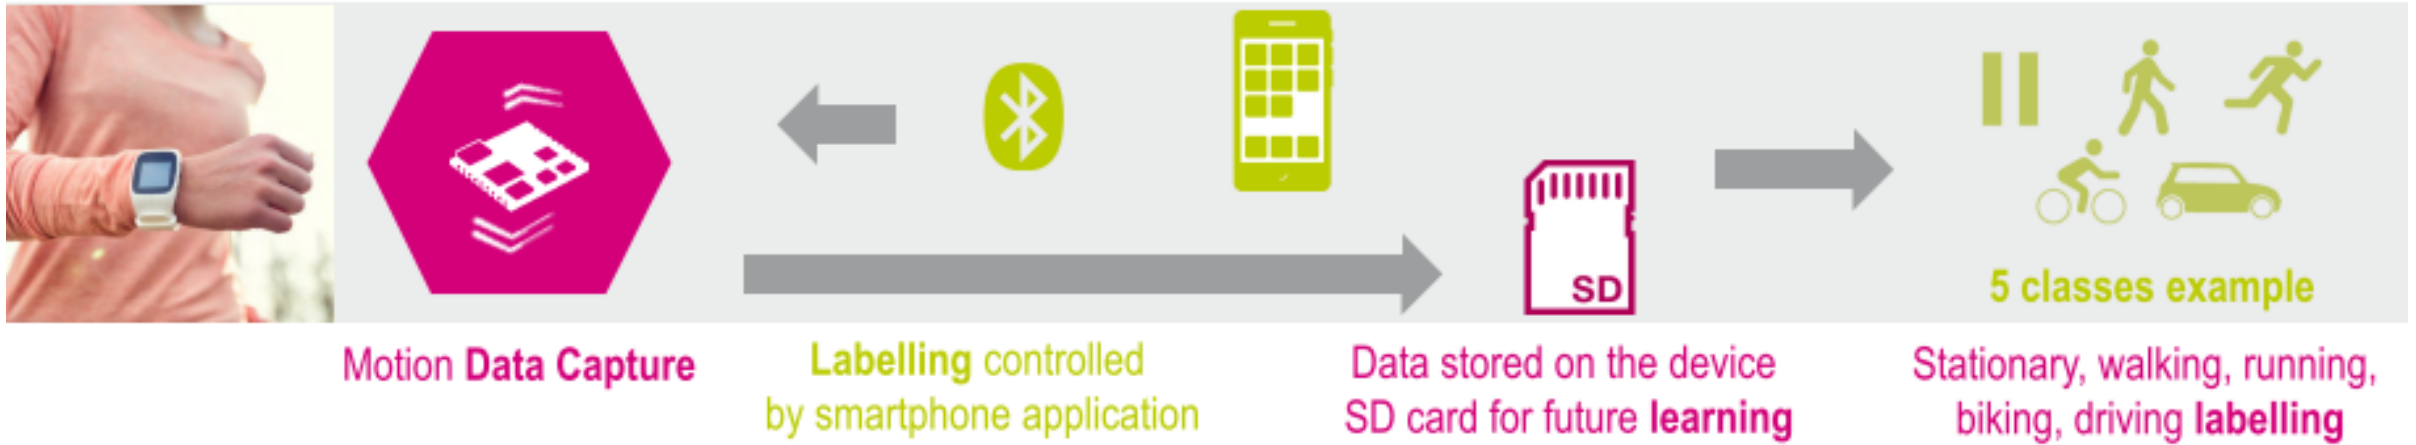 SD
5 classes example
Motion Data Capture
Labelling controlled
by smartphone application
Data stored on the device
SD card for future learning
Stationary, walking, running,
biking, driving labelling